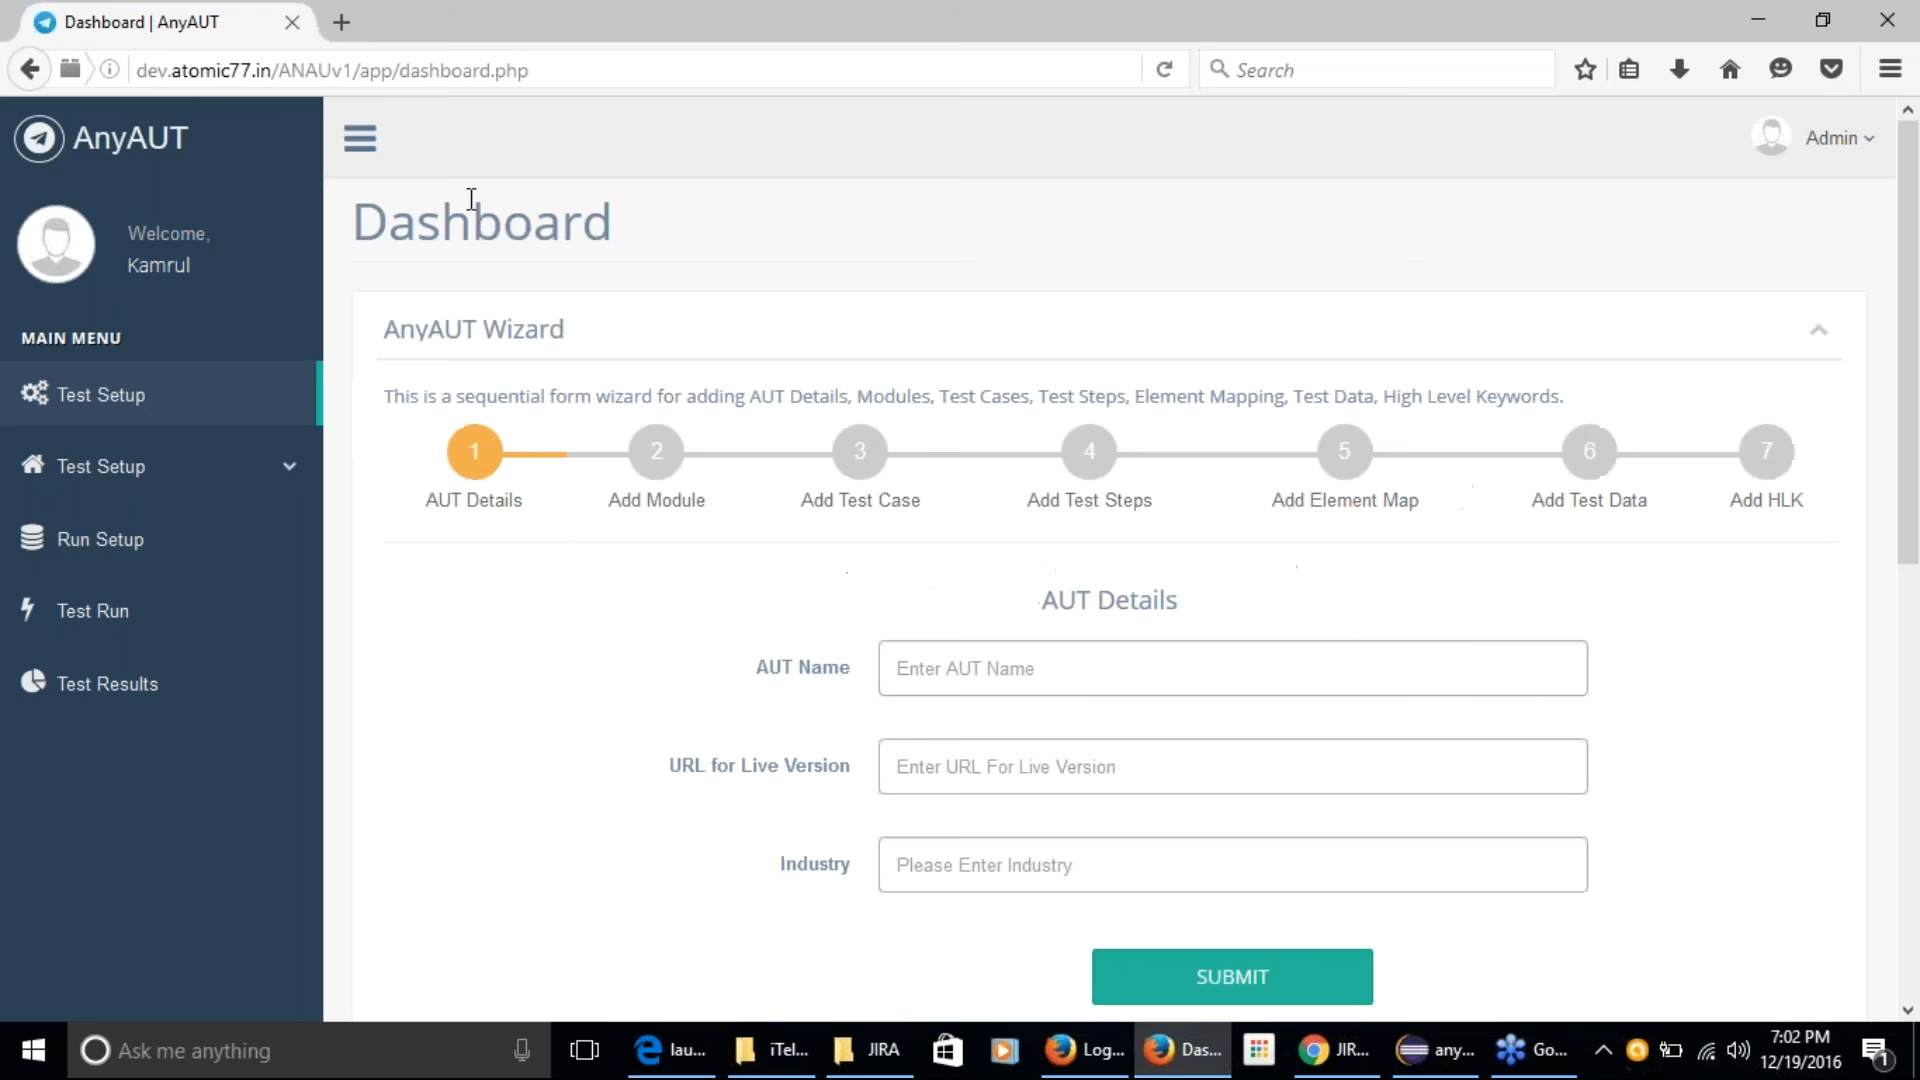 Dashboard | AnyAUT
dev.atomic77.in/ANAUv1/app/dashboard.php
Search
AnyAUT
Admin
Welcome,
Kamrul
MAIN MENU
Test Setup
Test Setup
Run Setup
Test Run
Test Results
Dashboard
AnyAUT Wizard
This is a sequential form wizard for adding AUT Details, Modules, Test Cases, Test Steps, Element Mapping, Test Data, High Level Keywords.
1 2 3 4 5 6 7
AUT Details Add Module Add Test Case Add Test Steps Add Element Map Add Test Data Add HLK
AUT Details
AUT Name Enter AUT Name
URL for Live Version Enter URL For Live Version
Industry Please Enter Industry
SUBMIT
Ask me anything lau... iTel... JIRA Log... Das... JIR... any... Go... 7:02 PM 1
12/19/2016